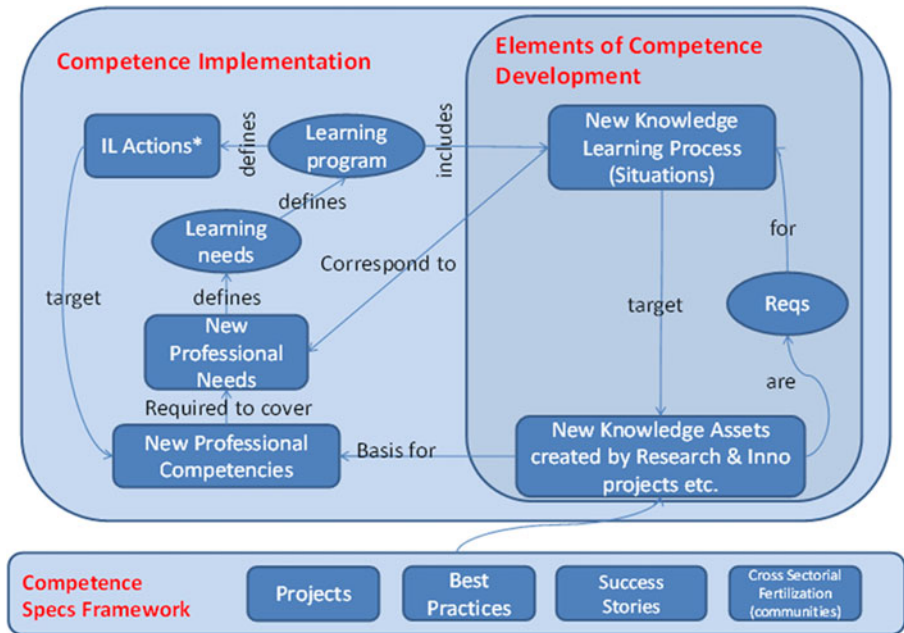 Competence Implementation
Elements of Competence
Development
IL Actions*
defines
Learning
program
includes
New Knowledge
Learning Process
(Situations)
defines
Learning
needs
Correspond to
for
target
defines
target
Reqs
New
Professional
Needs
are
Required to cover
New Professional
Competencies
Basis for
New Knowledge Assets
created by Research & Inno
projects etc.
Competence
Specs Framework
Projects
Best
Practices
Success
Stories
Cross Sectorial
Fertilization
(communities)